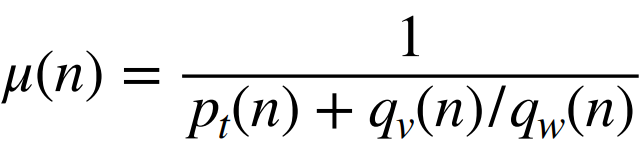 μ(n) = 1 / (p_t(n) + q_v(n)/q_w(n))